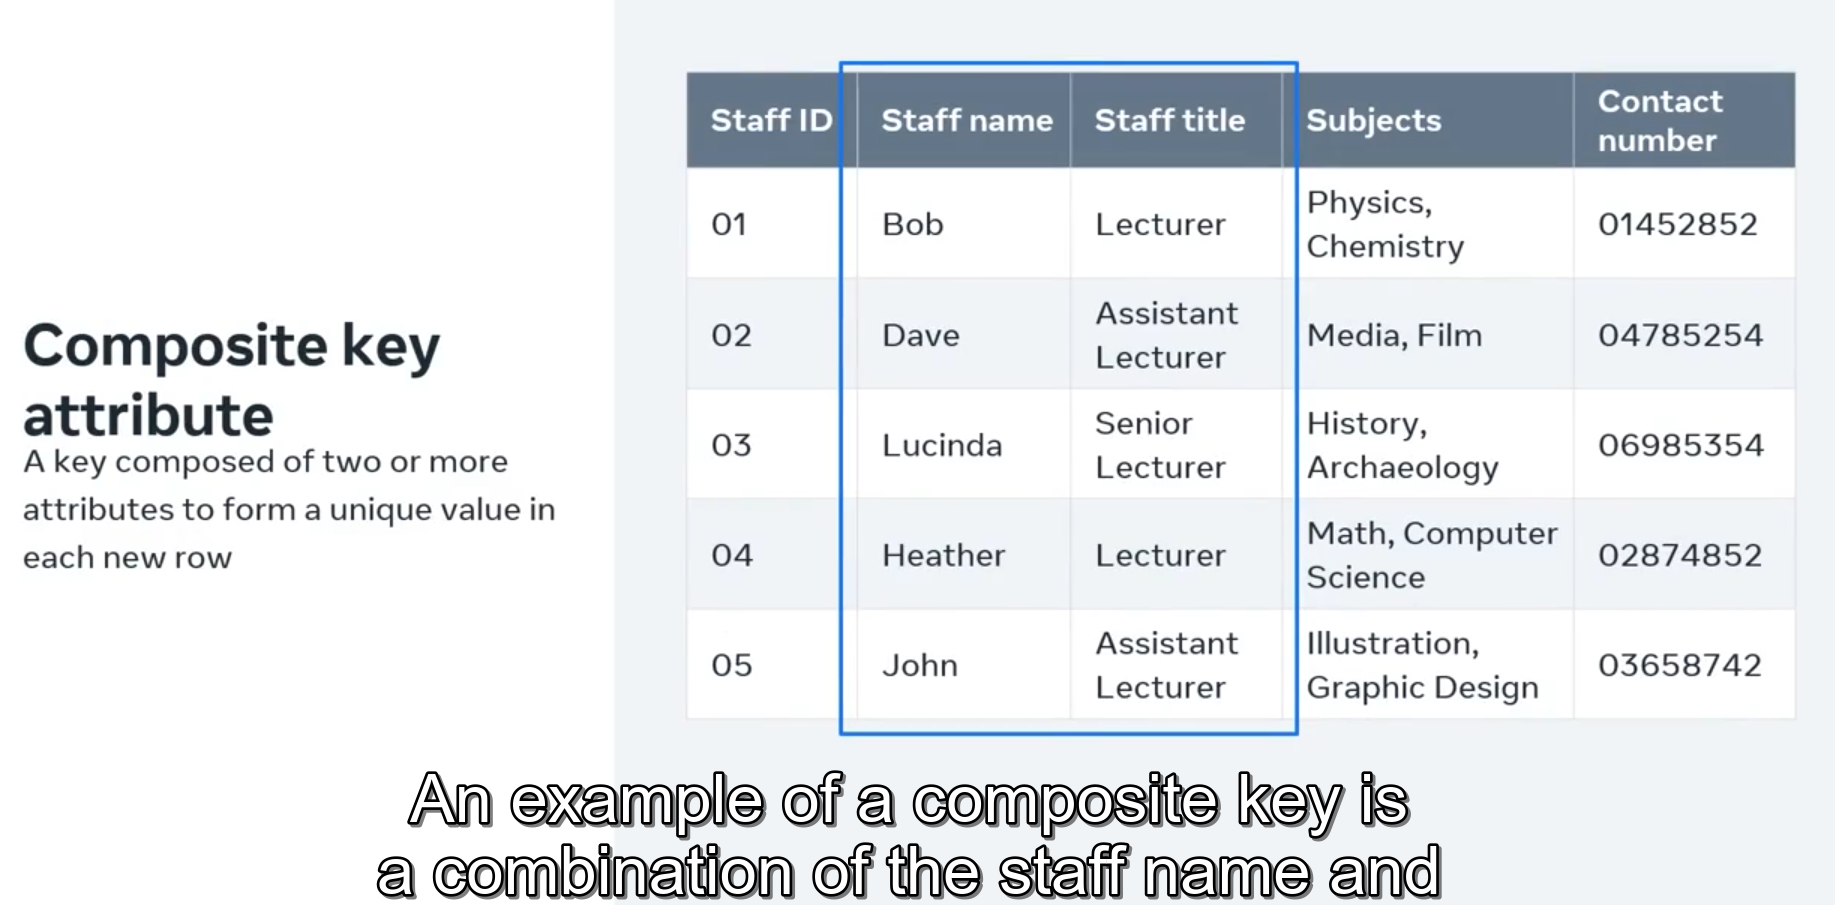 Composite key
attribute
A key composed of two or more
attributes to form a unique value in
each new row
Staff ID Staff name Staff title Subjects Contact number
01 Bob Lecturer Physics, Chemistry 01452852
02 Dave Assistant Lecturer Media, Film 04785254
03 Lucinda Senior Lecturer History, Archaeology 06985354
04 Heather Lecturer Math, Computer Science 02874852
05 John Assistant Lecturer Illustration, Graphic Design 03658742
An example of a composite key is
a combination of the staff name and